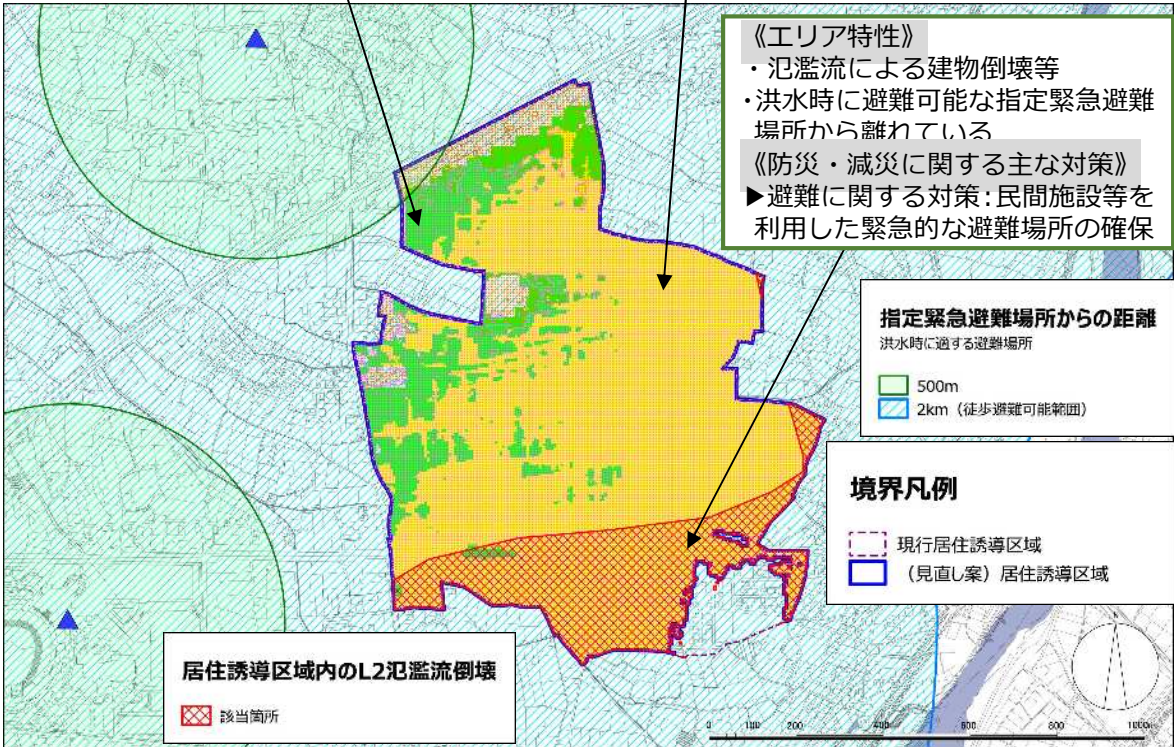 《エリア特性》
・氾濫流による建物倒壊等
・洪水時に避難可能な指定緊急避難
場所から離れている
《防災・減災に関する主な対策》
▶避難に関する対策:民間施設等を
利用した緊急的な避難場所の確保
指定緊急避難場所からの距離
洪水時に適する避難場所
500m
2km（徒歩避難可能範囲）
境界凡例
現行居住誘導区域
（見直し案）居住誘導区域
居住誘導区域内のL2氾濫流倒壊
該当箇所
0 100 200 400 600 800 1000m